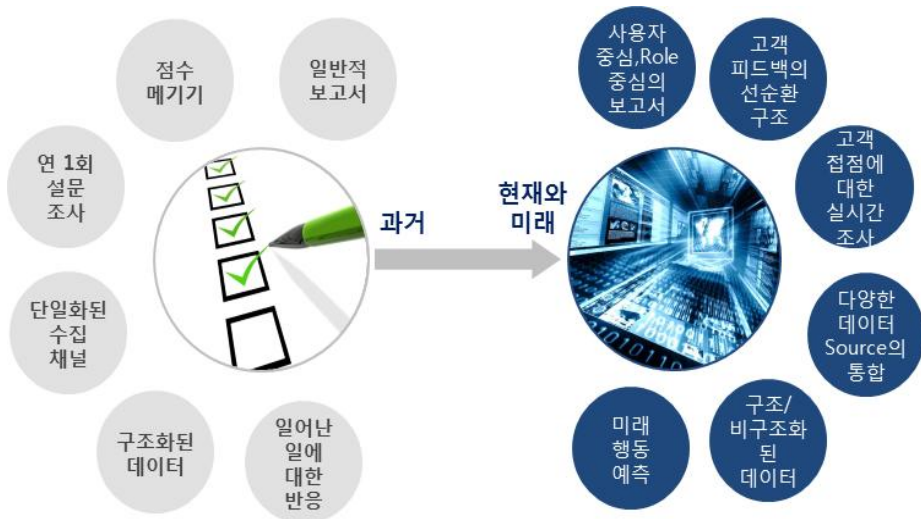 점수
메기기
일반적
보고서
연 1회
설문
조사
단일화된
수집
채널
구조화된
데이터
일어난
일에
대한
반응
과거
현재와
미래
사용자
중심,Role
중심의
보고서
고객
피드백의
선순환
구조
고객
접점에
대한
실시간
조사
다양한
데이터
Source의
통합
구조/
비구조화
된
데이터
미래
행동
예측